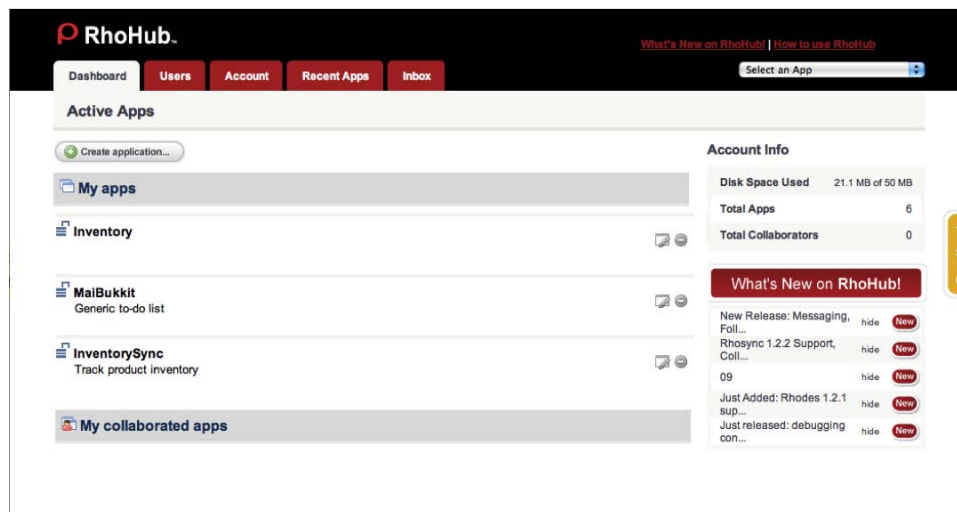 RhoHub™
What's New on RhoHub! | How to use RhoHub
Dashboard
Users
Account
Recent Apps
Inbox
Select an App
Active Apps
Create application...
My apps
Inventory
MaiBukkit
Generic to-do list
InventorySync
Track product inventory
My collaborated apps
Account Info
Disk Space Used 21.1 MB of 50 MB
Total Apps 6
Total Collaborators 0
What's New on RhoHub!
New Release: Messaging,
Foll... hide New
Rhosync 1.2.2 Support,
Coll... hide New
09 hide New
Just Added: Rhodes 1.2.1
sup... hide New
Just released: debugging
con... hide New